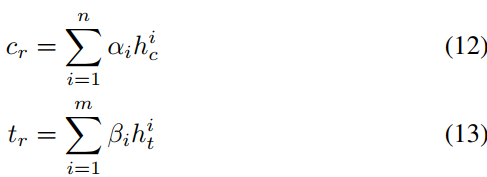 c_r = \sum_{i=1}^{n} \alpha_i h_c^i (12)
t_r = \sum_{i=1}^{m} \beta_i h_t^i (13)